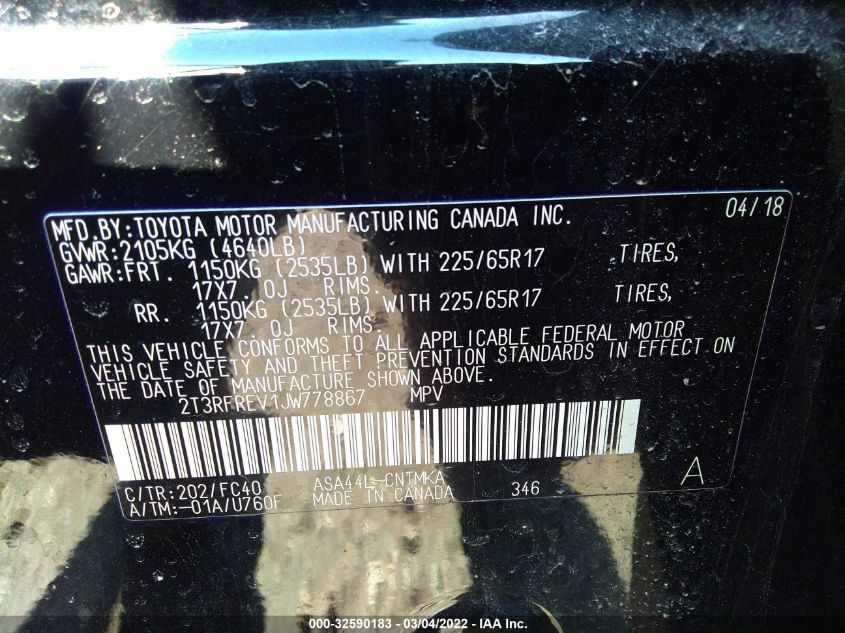 MFD.BY:TOYOTA MOTOR MANUFACTURING CANADA INC. 04/18
GVWR:2105KG (4640LB)
GAWR:FRT. 1150KG (2535LB) WITH 225/65R17 TIRES,
17X7.0J RIMS.
RR. 1150KG (2535LB) WITH 225/65R17 TIRES,
17X7.0J RIMS.
THIS VEHICLE CONFORMS TO ALL APPLICABLE FEDERAL MOTOR
VEHICLE SAFETY AND THEFT PREVENTION STANDARDS IN EFFECT ON
THE DATE OF MANUFACTURE SHOWN ABOVE.
2T3RFREV1JW778867 MPV
C/TR:202/FC40 ASA44L-CNTMKA 346 A
A/TM:-01A/U760F MADE IN CANADA
000-32590183 - 03/04/2022 - IAA Inc.